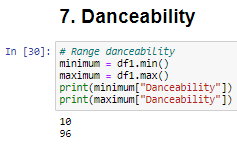 7. Danceability
In [30]: # Range danceability
minimum = df1.min()
maximum = df1.max()
print(minimum["Danceability"])
print(maximum["Danceability"])
10
96